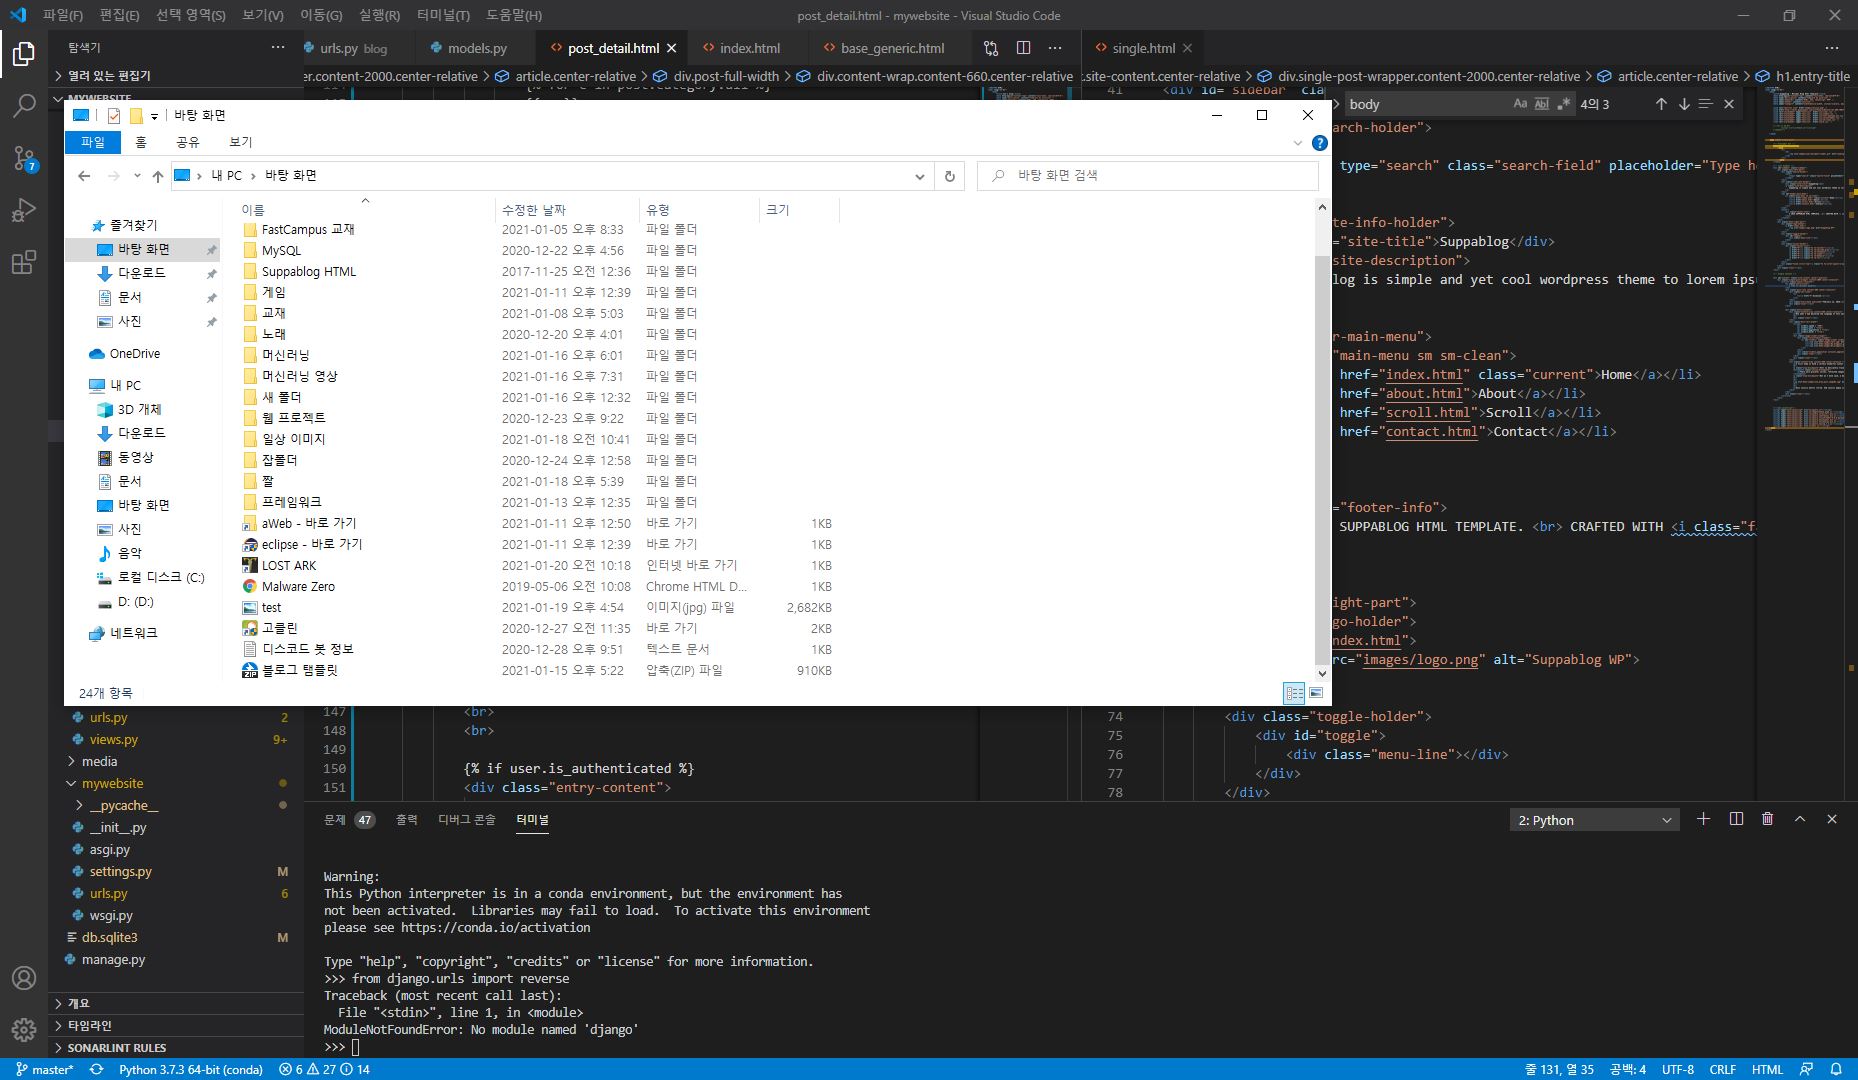 파일(F) 편집(E) 선택 영역(S) 보기(V) 이동(G) 실행(R) 터미널(T) 도움말(H)
post_detail.html - mywebsite - Visual Studio Code
탐색기
urls.py blog
models.py
post_detail.html
index.html
base_generic.html
single.html
열려 있는 편집기
er.content-2000.center-relative > article.center-relative > div.post-full-width > div.content-wrap.content-660.center-relative
.site-content.center-relative > div.single-post-wrapper.content-2000.center-relative > article.center-relative > h1.entry-title
MYWEBSITE
41 <div id="sidebar" cla
body
Aa Abl .*
4의 3
바탕 화면
파일 홈 공유 보기
내 PC > 바탕 화면
바탕 화면 검색
이름 수정한 날짜 유형 크기
즐겨찾기
바탕 화면
다운로드
문서
사진
OneDrive
내 PC
3D 개체
다운로드
동영상
문서
바탕 화면
사진
음악
로컬 디스크 (C:)
D: (D:)
네트워크
FastCampus 교재 2021-01-05 오후 8:33 파일 폴더
MySQL 2020-12-22 오후 4:56 파일 폴더
Suppablog HTML 2017-11-25 오전 12:36 파일 폴더
게임 2021-01-11 오후 12:39 파일 폴더
교재 2021-01-08 오후 5:03 파일 폴더
노래 2020-12-20 오후 4:01 파일 폴더
머신러닝 2021-01-16 오후 6:01 파일 폴더
머신러닝 영상 2021-01-16 오후 7:31 파일 폴더
새 폴더 2021-01-16 오후 12:32 파일 폴더
웹 프로젝트 2020-12-23 오후 9:22 파일 폴더
일상 이미지 2021-01-18 오전 10:41 파일 폴더
잡폴더 2020-12-24 오후 12:58 파일 폴더
짤 2021-01-18 오후 5:39 파일 폴더
프레임워크 2021-01-13 오후 12:35 파일 폴더
aWeb - 바로 가기 2021-01-11 오후 12:50 바로 가기 1KB
eclipse - 바로 가기 2021-01-11 오후 12:39 바로 가기 1KB
LOST ARK 2021-01-20 오전 10:18 인터넷 바로 가기 1KB
Malware Zero 2019-05-06 오전 10:08 Chrome HTML D... 1KB
test 2021-01-19 오후 4:54 이미지(jpg) 파일 2,682KB
고클린 2020-12-27 오전 11:35 바로 가기 2KB
디스코드 봇 정보 2020-12-28 오후 9:51 텍스트 문서 1KB
블로그 탬플릿 2021-01-15 오후 5:22 압축(ZIP) 파일 910KB
24개 항목
arch-holder">
type="search" class="search-field" placeholder="Type he
te-info-holder">
="site-title">Suppablog</div>
site-description">
log is simple and yet cool wordpress theme to lorem ipsu
r-main-menu">
"main-menu sm sm-clean">
href="index.html" class="current">Home</a></li>
href="about.html">About</a></li>
href="scroll.html">Scroll</a></li>
href="contact.html">Contact</a></li>
="footer-info">
SUPPABLOG HTML TEMPLATE. <br> CRAFTED WITH <i class="fa
ight-part">
go-holder">
ndex.html">
rc="images/logo.png" alt="Suppablog WP">
urls.py 2
views.py 9+
media
mywebsite
__pycache__
__init__.py
asgi.py
settings.py M
urls.py 6
wsgi.py
db.sqlite3 M
manage.py
개요
타임라인
SONARLINT RULES
147 <br>
148 <br>
149
150 {% if user.is_authenticated %}
151 <div class="entry-content">
74 <div class="toggle-holder">
75 <div id="toggle">
76 <div class="menu-line"></div>
77 </div>
78 </div>
문제 47 출력 디버그 콘솔 터미널
2: Python
Warning:
This Python interpreter is in a conda environment, but the environment has
not been activated.  Libraries may fail to load.  To activate this environment
please see https://conda.io/activation
Type "help", "copyright", "credits" or "license" for more information.
>>> from django.urls import reverse
Traceback (most recent call last):
File "<stdin>", line 1, in <module>
ModuleNotFoundError: No module named 'django'
>>>
master* Python 3.7.3 64-bit (conda) 6 27 14
줄 131, 열 35 공백: 4 UTF-8 CRLF HTML